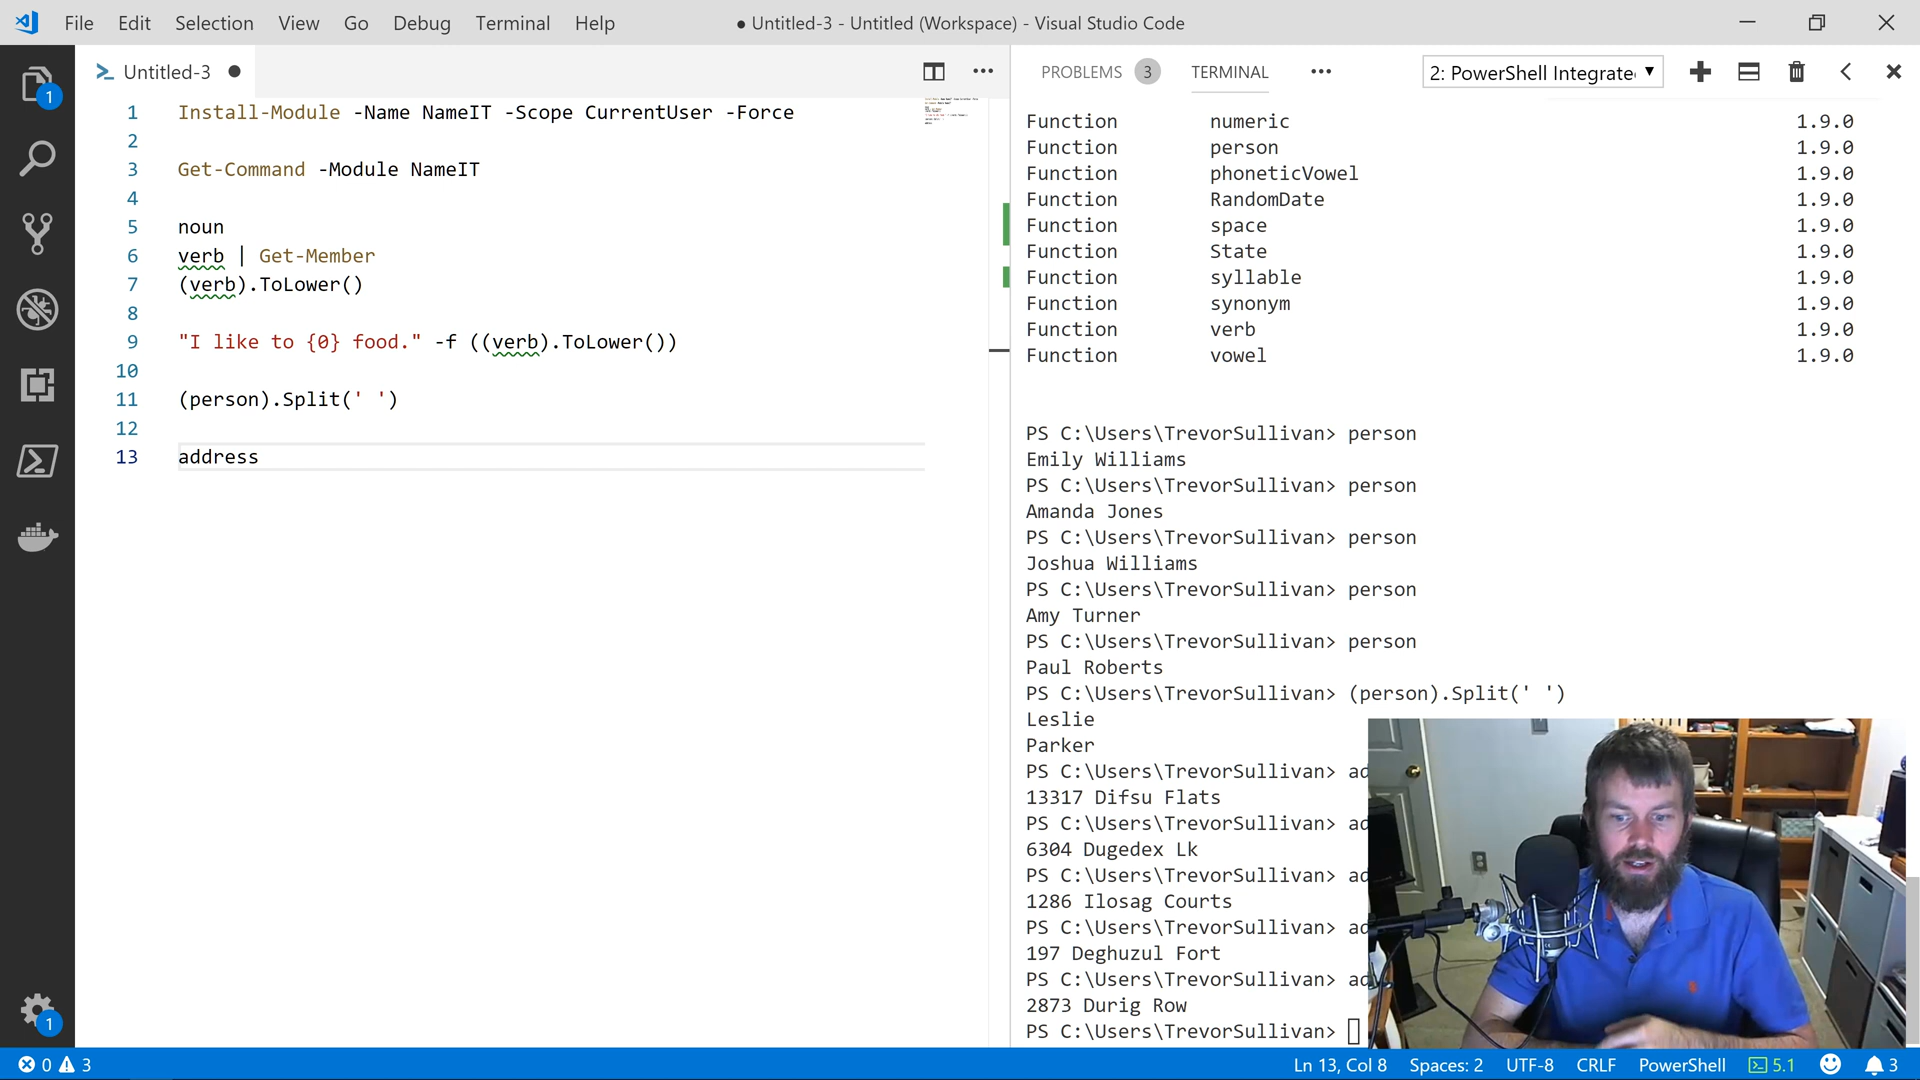 File Edit Selection View Go Debug Terminal Help
● Untitled-3 - Untitled (Workspace) - Visual Studio Code
Untitled-3 ●
1 Install-Module -Name NameIT -Scope CurrentUser -Force
2
3 Get-Command -Module NameIT
4
5 noun
6 verb | Get-Member
7 (verb).ToLower()
8
9 "I like to {0} food." -f ((verb).ToLower())
10
11 (person).Split(' ')
12
13 address
1
1
PROBLEMS 3 TERMINAL ••• 2: PowerShell Integrate
Function numeric 1.9.0
Function person 1.9.0
Function phoneticVowel 1.9.0
Function RandomDate 1.9.0
Function space 1.9.0
Function State 1.9.0
Function syllable 1.9.0
Function synonym 1.9.0
Function verb 1.9.0
Function vowel 1.9.0
PS C:\Users\TrevorSullivan> person
Emily Williams
PS C:\Users\TrevorSullivan> person
Amanda Jones
PS C:\Users\TrevorSullivan> person
Joshua Williams
PS C:\Users\TrevorSullivan> person
Amy Turner
PS C:\Users\TrevorSullivan> person
Paul Roberts
PS C:\Users\TrevorSullivan> (person).Split(' ')
Leslie
Parker
PS C:\Users\TrevorSullivan> ad
13317 Difsu Flats
PS C:\Users\TrevorSullivan> ad
6304 Dugedex Lk
PS C:\Users\TrevorSullivan> ad
1286 Ilosag Courts
PS C:\Users\TrevorSullivan> ad
197 Deghuzul Fort
PS C:\Users\TrevorSullivan> ad
2873 Durig Row
PS C:\Users\TrevorSullivan>
0 3 Ln 13, Col 8 Spaces: 2 UTF-8 CRLF PowerShell 5.1 3